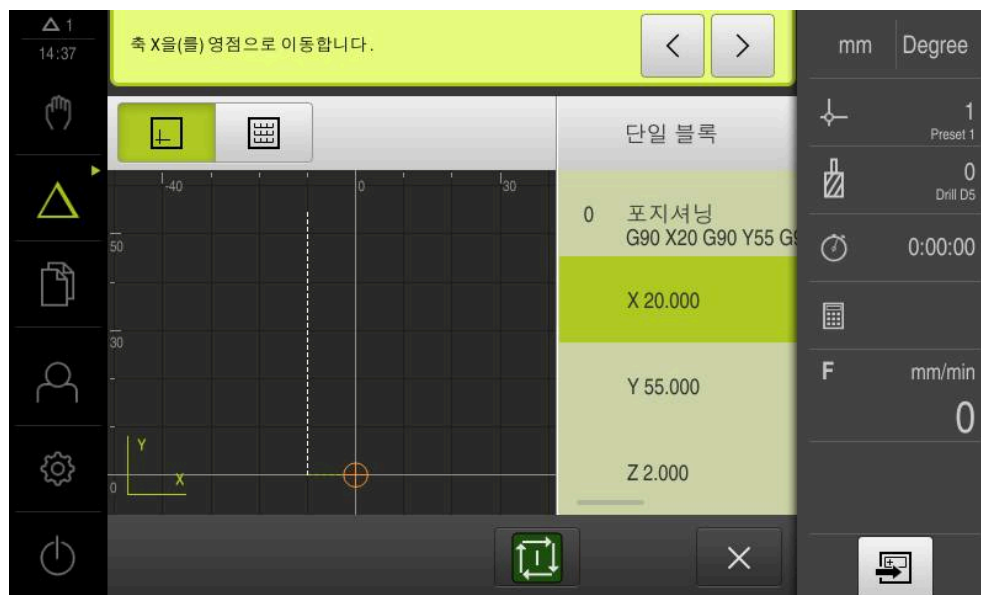 1
14:37
축 X을(를) 영점으로 이동합니다.
mm Degree
1
Preset 1
0
Drill D5
0:00:00
F mm/min
0
단일 블록
0 포지셔닝
G90 X20 G90 Y55
X 20.000
Y 55.000
Z 2.000
-40 0 30
50
30
0
Y
X